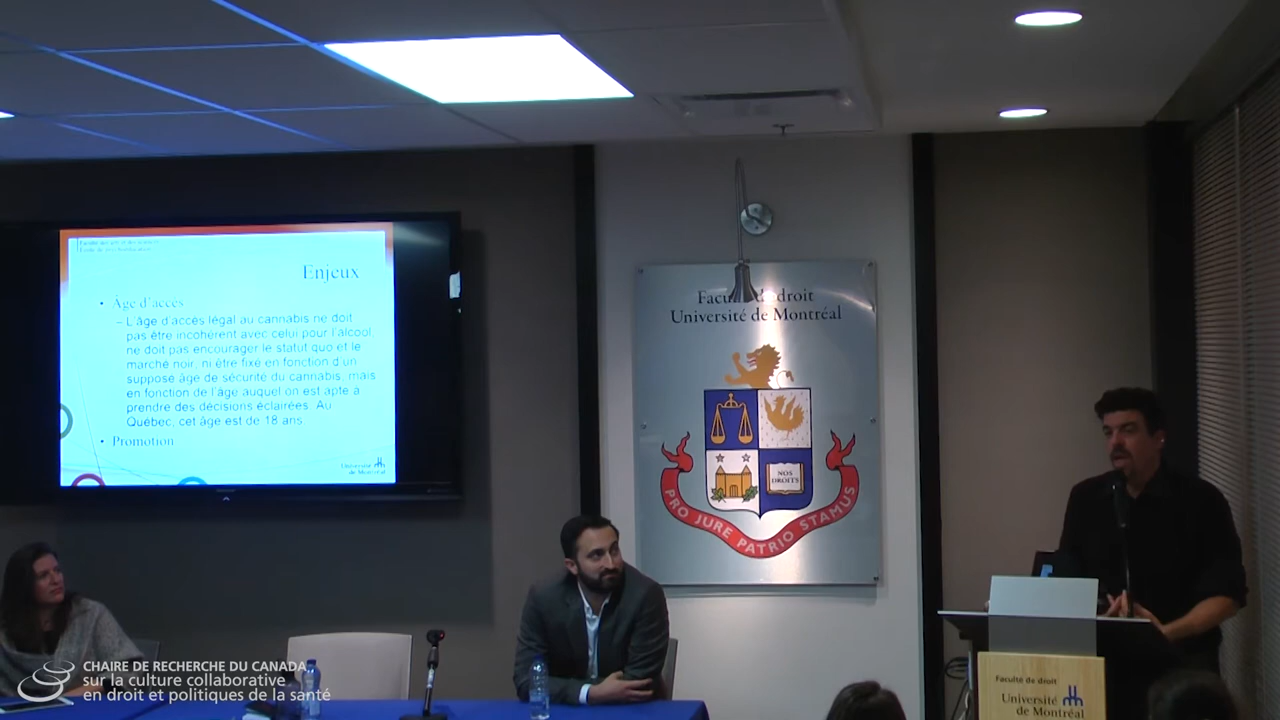 Enjeux
• Âge d'accès
– L'âge d'accès légal au cannabis ne doit
pas être incohérent avec celui pour l'alcool,
ne doit pas encourager le statut quo et le
marché noir, ni être fixé en fonction d'un
supposé âge de sécurité du cannabis, mais
en fonction de l'âge auquel on est apte à
prendre des décisions éclairées. Au
Québec, cet âge est de 18 ans
• Promotion
Université
de Montréal
Faculté de droit
Université de Montréal
NOS
DROITS
PRO JURE PATRIO STAMUS
Faculté de droit
Université
de Montréal
CHAIRE DE RECHERCHE DU CANADA
sur la culture collaborative
en droit et politiques de la santé